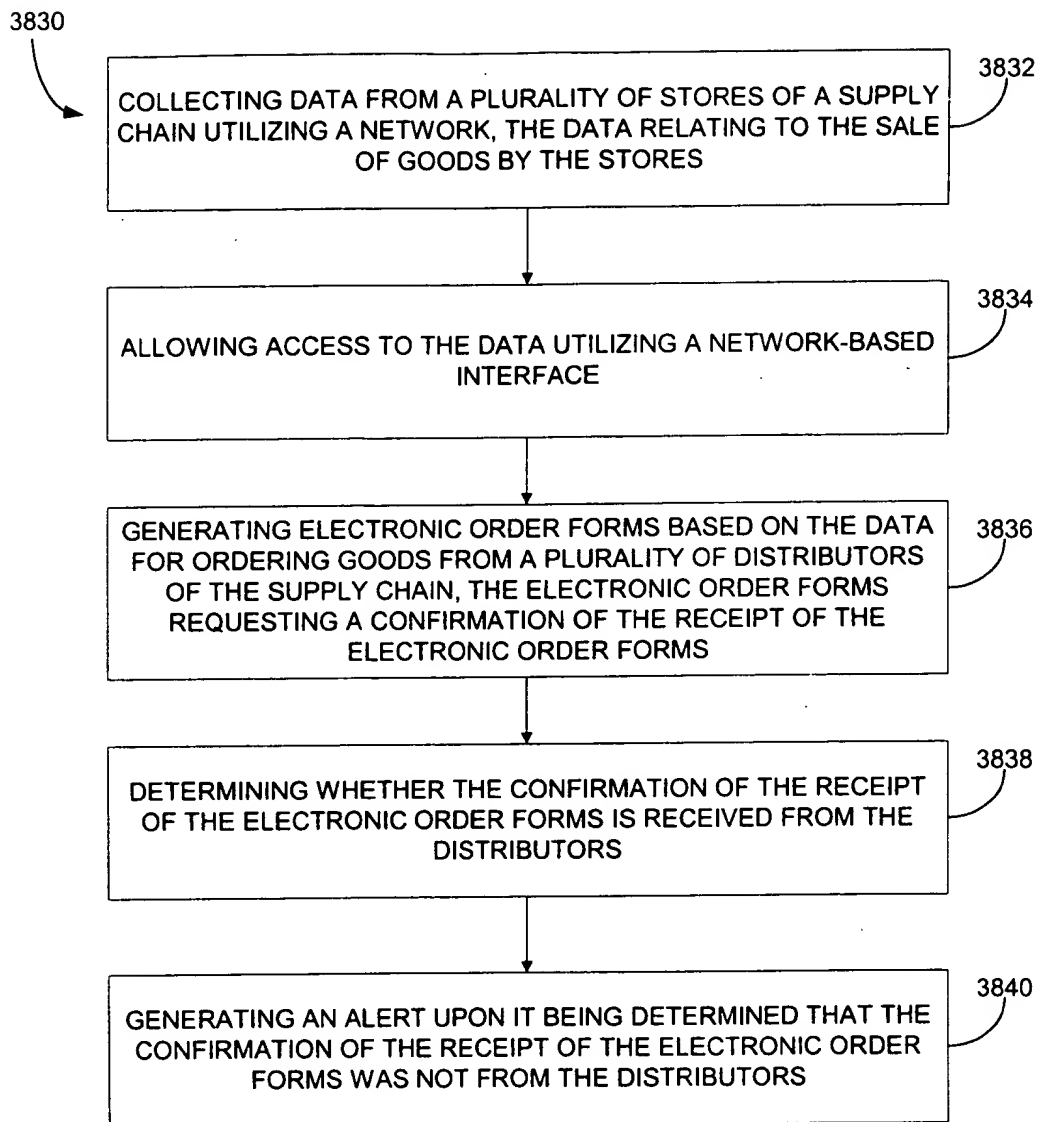 3830
3832
COLLECTING DATA FROM A PLURALITY OF STORES OF A SUPPLY
CHAIN UTILIZING A NETWORK, THE DATA RELATING TO THE SALE
OF GOODS BY THE STORES
3834
ALLOWING ACCESS TO THE DATA UTILIZING A NETWORK-BASED
INTERFACE
3836
GENERATING ELECTRONIC ORDER FORMS BASED ON THE DATA
FOR ORDERING GOODS FROM A PLURALITY OF DISTRIBUTORS
OF THE SUPPLY CHAIN, THE ELECTRONIC ORDER FORMS
REQUESTING A CONFIRMATION OF THE RECEIPT OF THE
ELECTRONIC ORDER FORMS
3838
DETERMINING WHETHER THE CONFIRMATION OF THE RECEIPT
OF THE ELECTRONIC ORDER FORMS IS RECEIVED FROM THE
DISTRIBUTORS
3840
GENERATING AN ALERT UPON IT BEING DETERMINED THAT THE
CONFIRMATION OF THE RECEIPT OF THE ELECTRONIC ORDER
FORMS WAS NOT FROM THE DISTRIBUTORS